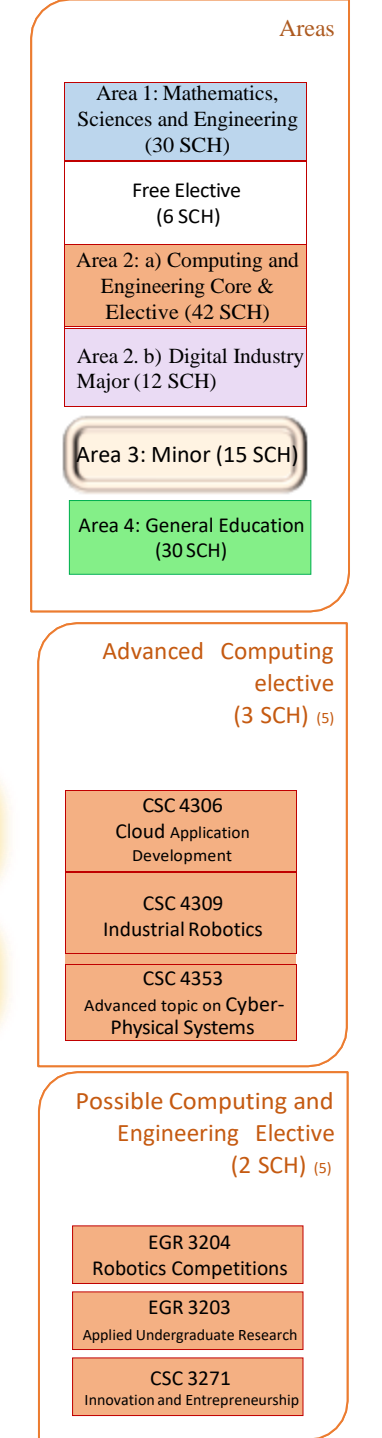 Areas
Area 1: Mathematics,
Sciences and Engineering
(30 SCH)
Free Elective
(6 SCH)
Area 2: a) Computing and
Engineering Core &
Elective (42 SCH)
Area 2. b) Digital Industry
Major (12 SCH)
Area 3: Minor (15 SCH)
Area 4: General Education
(30 SCH)
Advanced Computing
elective
(3 SCH) (5)
CSC 4306
Cloud Application
Development
CSC 4309
Industrial Robotics
CSC 4353
Advanced topic on Cyber-
Physical Systems
Possible Computing and
Engineering Elective
(2 SCH) (5)
EGR 3204
Robotics Competitions
EGR 3203
Applied Undergraduate Research
CSC 3271
Innovation and Entrepreneurship